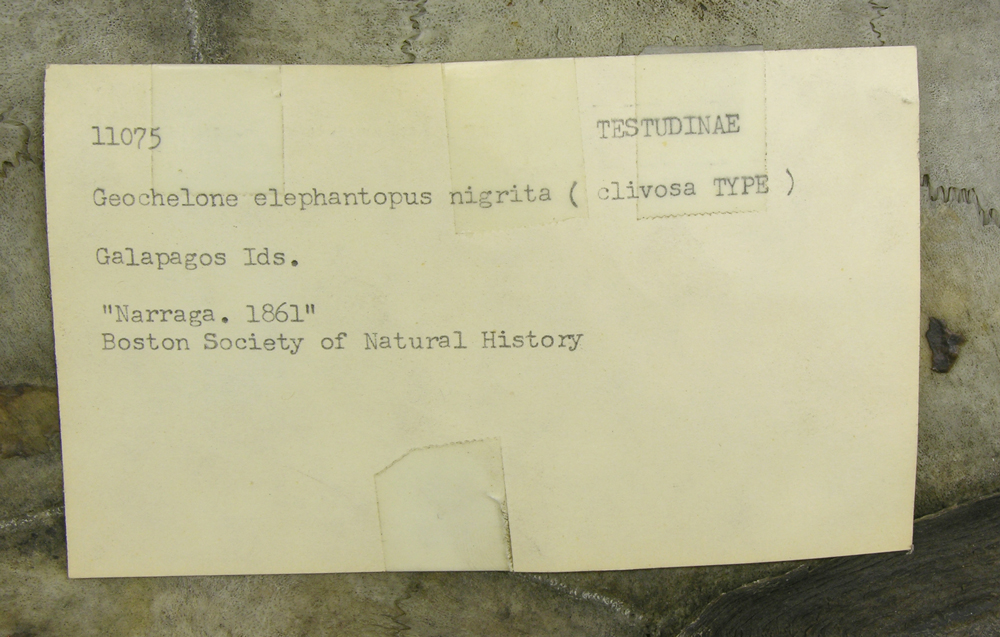 11075 TESTUDINAE
Geochelone elephantopus nigrita ( clivosa TYPE )
Galapagos Ids.
"Narraga. 1861"
Boston Society of Natural History